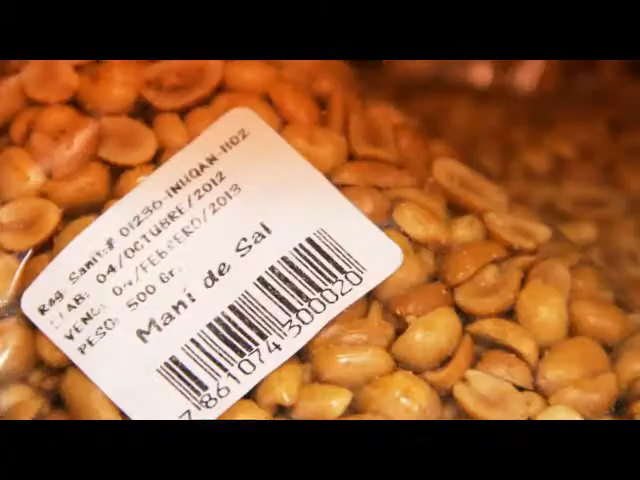 Reg. Sanit.# 01236-INHQAN-1102
ELAB: 04/OCTUBRE/2012
VENC: 04/FEBRERO/2013
PESO: 500 Gr.
Maní de Sal
7 861074 300020